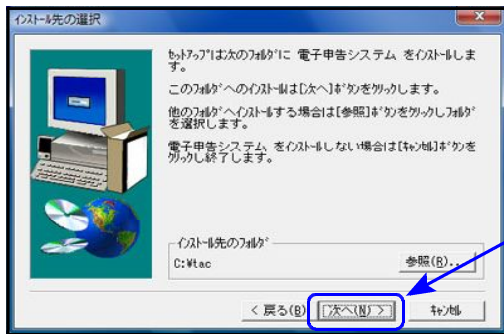 インストール先の選択
ｾｯﾄｱｯﾌﾟは次のﾌｫﾙﾀﾞに 電子申告システム をｲﾝｽﾄｰﾙしま
す。
このﾌｫﾙﾀﾞへのｲﾝｽﾄｰﾙは[次へ]ﾎﾞﾀﾝをｸﾘｯｸします。
他のﾌｫﾙﾀﾞへｲﾝｽﾄｰﾙする場合は[参照]ﾎﾞﾀﾝをｸﾘｯｸしﾌｫﾙﾀﾞ
を選択します。
電子申告システム をｲﾝｽﾄｰﾙしない場合は[ｷｬﾝｾﾙ]ﾎﾞﾀﾝを
ｸﾘｯｸし終了します。
ｲﾝｽﾄｰﾙ先のﾌｫﾙﾀﾞ
C:¥tac
参照(R)...
< 戻る(B)
次へ(N) >
ｷｬﾝｾﾙ